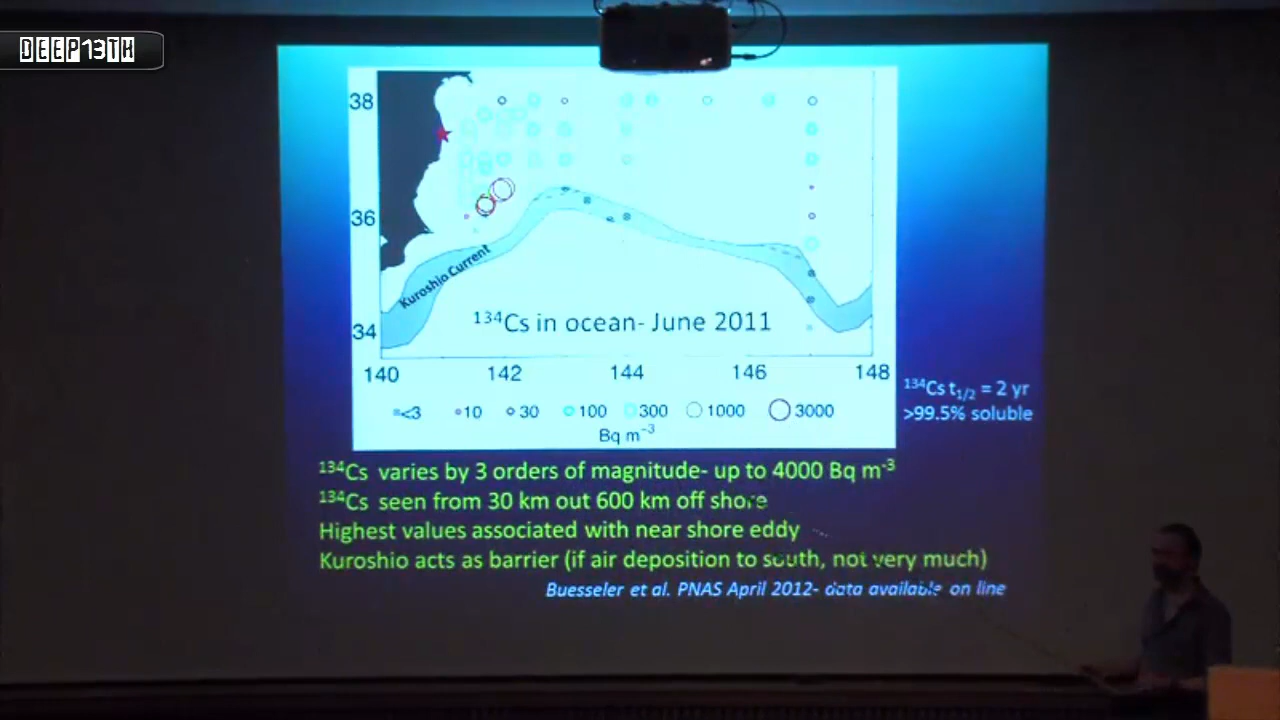 DEEP13TH
38
36
34
Kuroshio Current
¹³⁴Cs in ocean- June 2011
140 142 144 146 148
<3 10 30 100 300 1000 3000
Bq m⁻³
¹³⁴Cs t₁/₂ = 2 yr
>99.5% soluble
¹³⁴Cs varies by 3 orders of magnitude- up to 4000 Bq m⁻³
¹³⁴Cs seen from 30 km out 600 km off shore
Highest values associated with near shore eddy
Kuroshio acts as barrier (if air deposition to south, not very much)
Buesseler et al. PNAS April 2012- data available on line